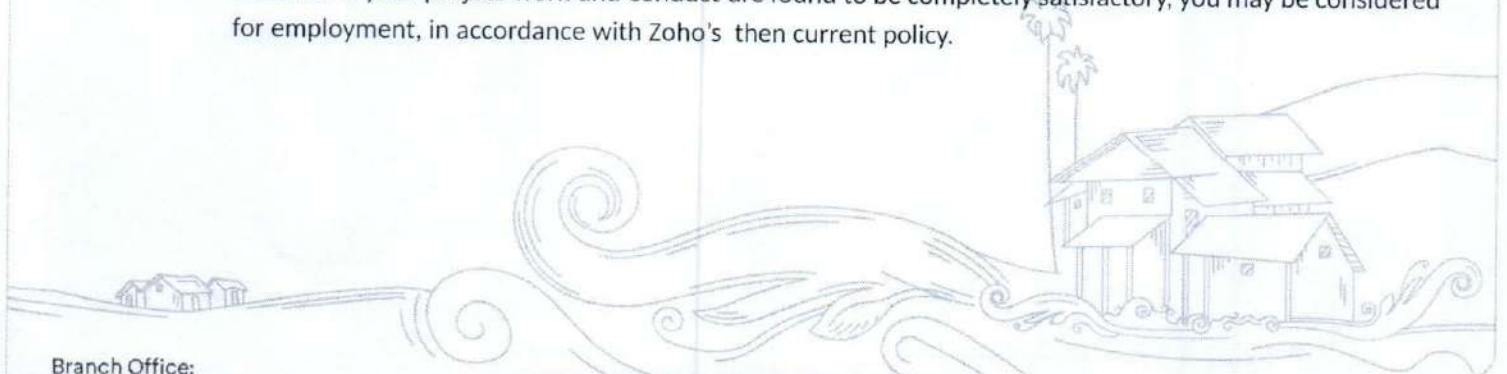 your project work and conduct are found to be completely satisfactory, you may be considered
for employment, in accordance with Zoho's then current policy.
Branch Office: